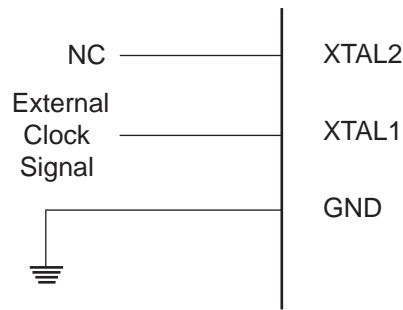 NC
XTAL2
External
Clock
Signal
XTAL1
GND